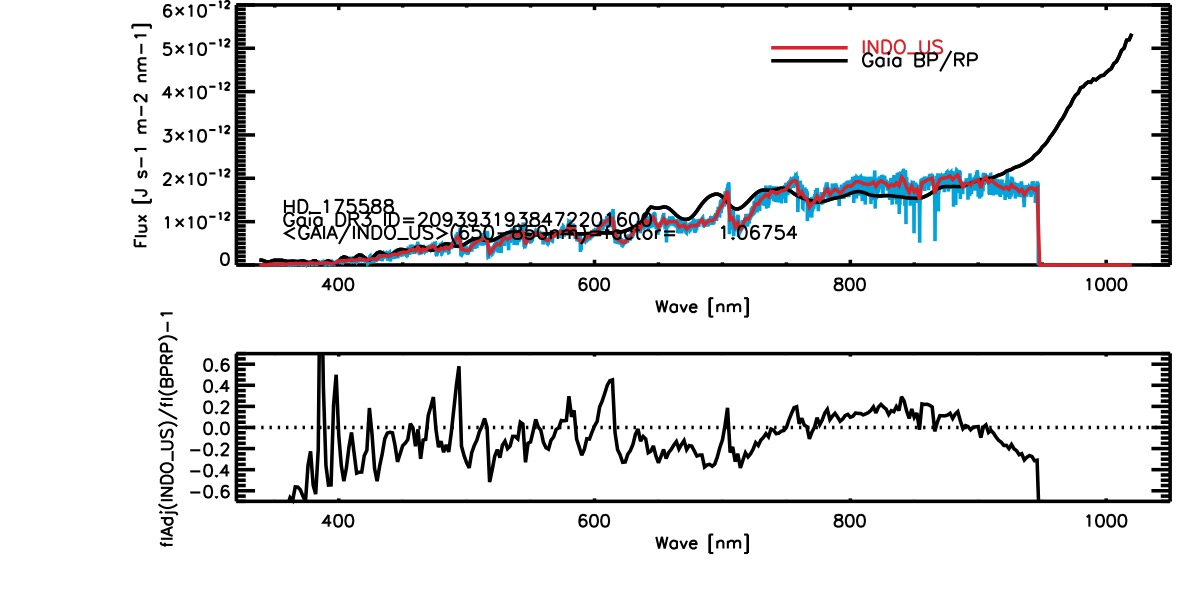 6×10−12
5×10−12
4×10−12
3×10−12
2×10−12
1×10−12
0
Flux [J s−1 m−2 nm−1]
INDO_US
Gaia BP/RP
HD_175588
Gaia DR3_ID=2093931938472201600
<GAIA/INDO_US>(650−850nm)=factor= 1.06754
400 600 800 1000
Wave [nm]
flAdj(INDO_US)/fl(BPRP)−1
0.6
0.4
0.2
0.0
−0.2
−0.4
−0.6
400 600 800 1000
Wave [nm]